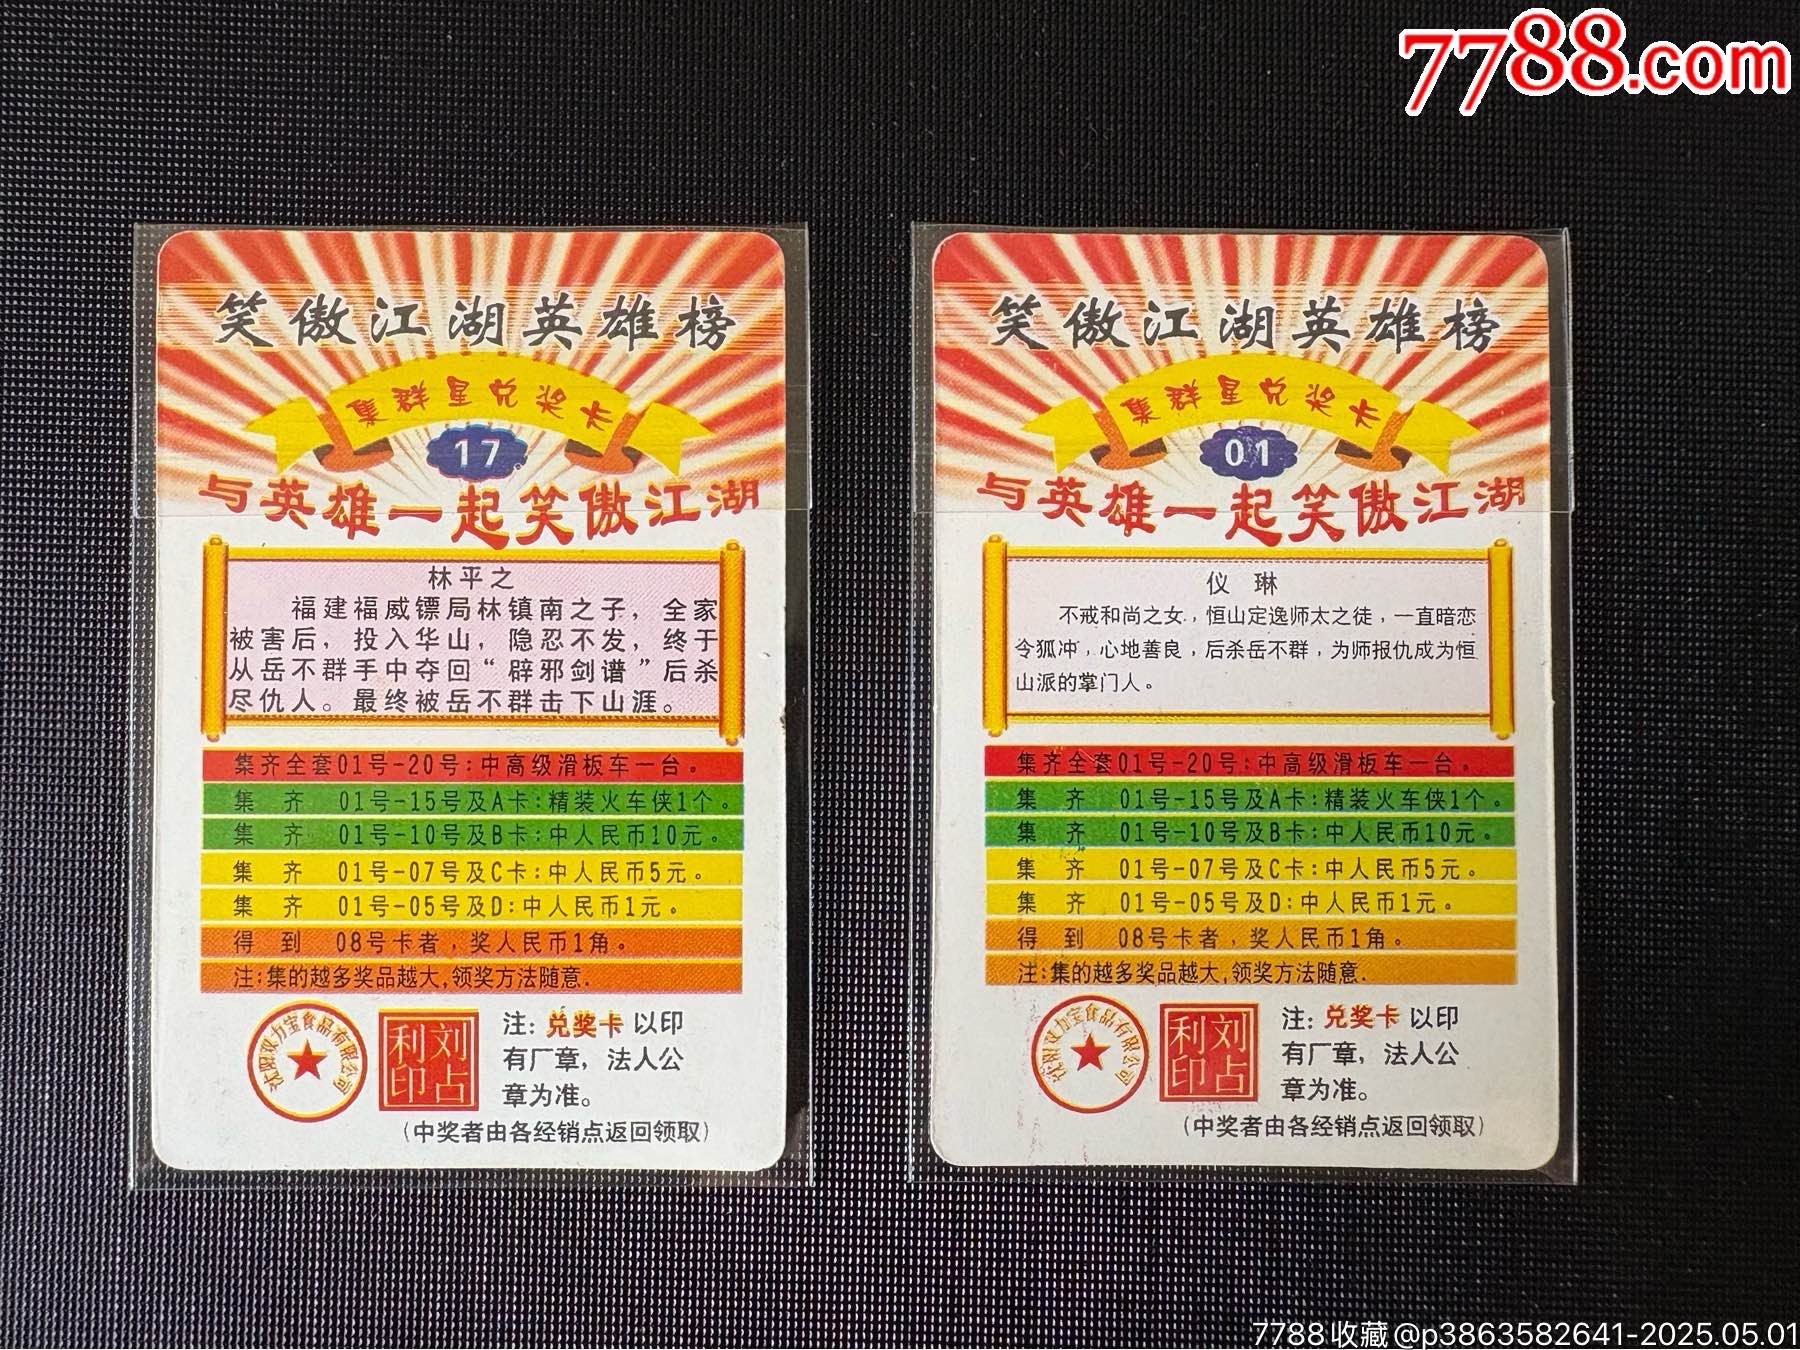 7788.com
笑傲江湖英雄榜
集群星兑奖卡
17
与英雄一起笑傲江湖
林平之
福建福威镖局林镇南之子，全家
被害后，投入华山，隐忍不发，终于
从岳不群手中夺回“辟邪剑谱”后杀
尽仇人。最终被岳不群击下山涯。
集齐全套01号-20号:中高级滑板车一台。
集 齐 01号-15号及A卡:精装火车侠1个。
集 齐 01号-10号及B卡:中人民币10元。
集 齐 01号-07号及C卡:中人民币5元。
集 齐 01号-05号及D:中人民币1元。
得 到 08号卡者，奖人民币1角。
注:集的越多奖品越大,领奖方法随意.
沈阳双力宝食品有限公司
刘占利印
注: 兑奖卡 以印
有厂章，法人公
章为准。
(中奖者由各经销点返回领取)
笑傲江湖英雄榜
集群星兑奖卡
01
与英雄一起笑傲江湖
仪 琳
不戒和尚之女，恒山定逸师太之徒，一直暗恋
令狐冲，心地善良，后杀岳不群，为师报仇成为恒
山派的掌门人。
集齐全套01号-20号:中高级滑板车一台。
集 齐 01号-15号及A卡:精装火车侠1个。
集 齐 01号-10号及B卡:中人民币10元。
集 齐 01号-07号及C卡:中人民币5元。
集 齐 01号-05号及D:中人民币1元。
得 到 08号卡者，奖人民币1角。
注:集的越多奖品越大,领奖方法随意.
沈阳双力宝食品有限公司
刘占利印
注: 兑奖卡 以印
有厂章，法人公
章为准。
(中奖者由各经销点返回领取)
7788收藏@p3863582641-2025.05.01